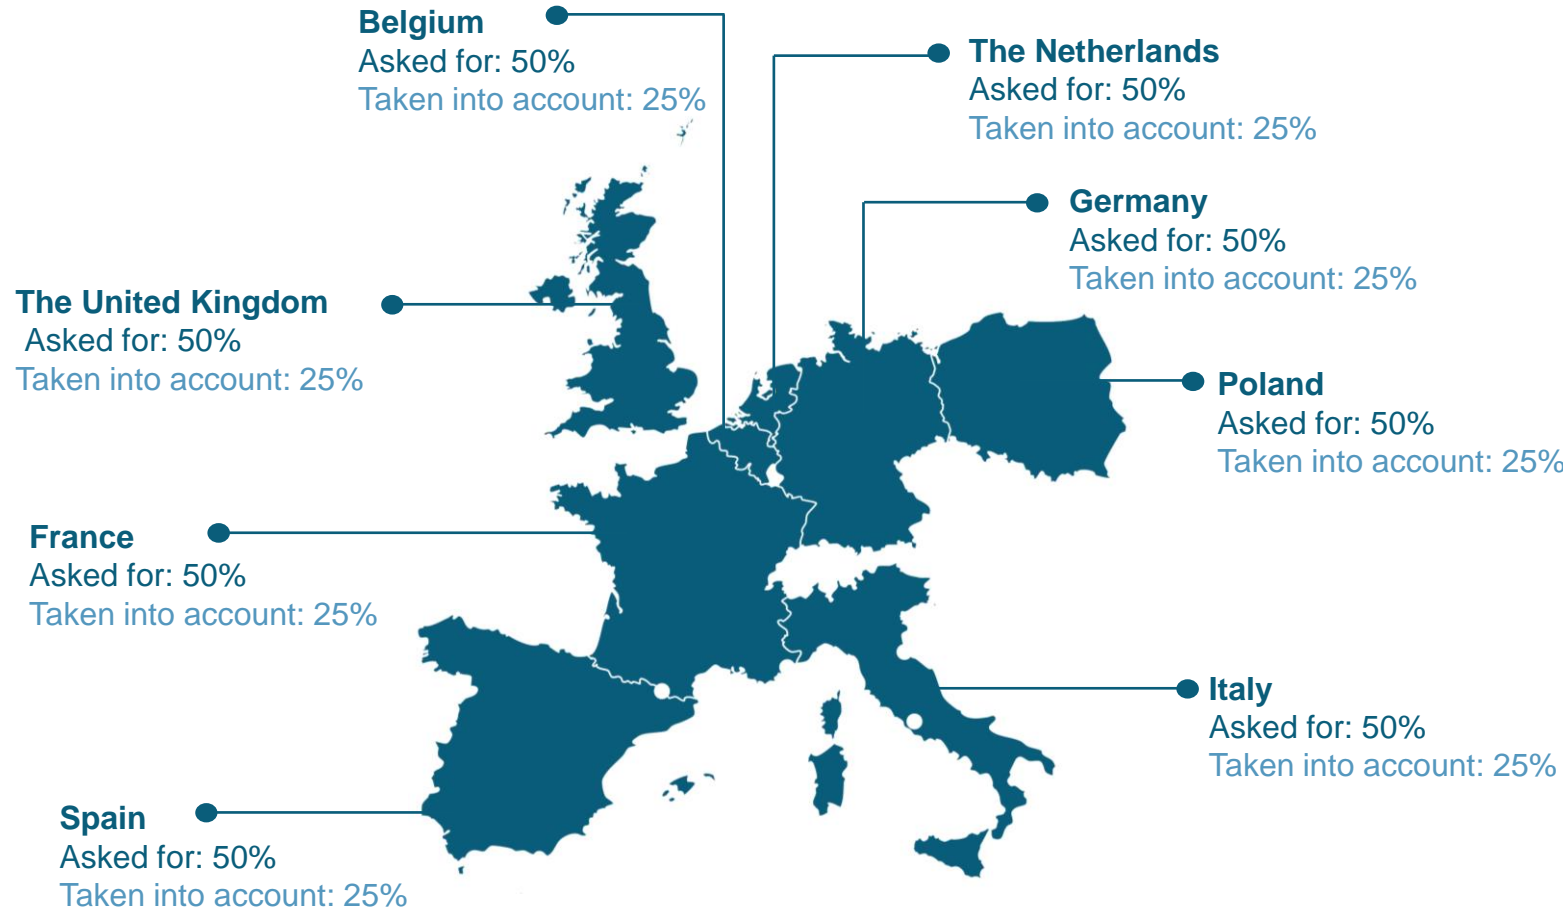 Belgium
Asked for: 50%
Taken into account: 25%
The Netherlands
Asked for: 50%
Taken into account: 25%
Germany
Asked for: 50%
Taken into account: 25%
The United Kingdom
Asked for: 50%
Taken into account: 25%
Poland
Asked for: 50%
Taken into account: 25%
France
Asked for: 50%
Taken into account: 25%
Italy
Asked for: 50%
Taken into account: 25%
Spain
Asked for: 50%
Taken into account: 25%